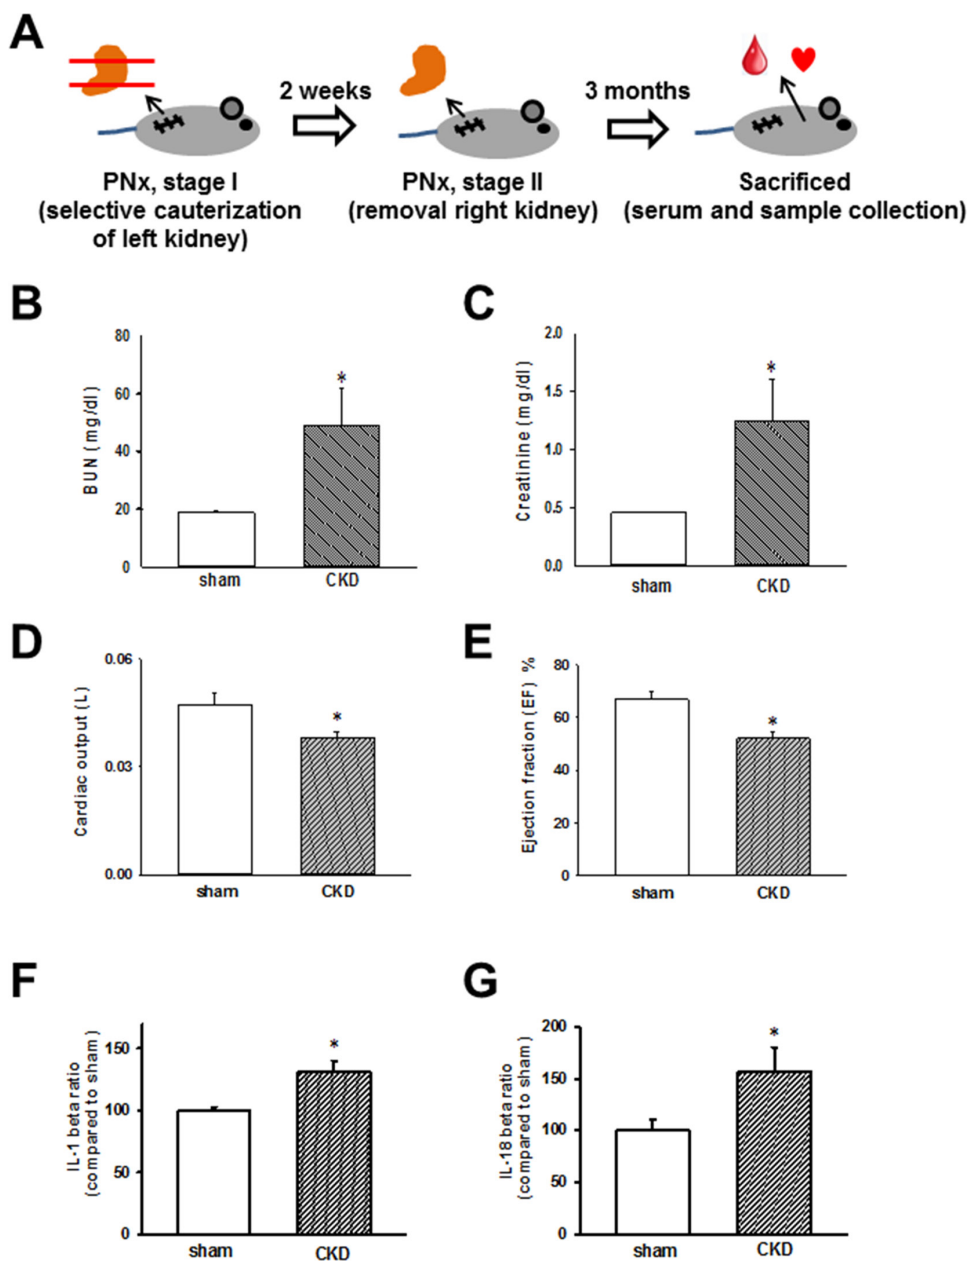 A
2 weeks
3 months
PNx, stage I
(selective cauterization
of left kidney)
PNx, stage II
(removal right kidney)
Sacrificed
(serum and sample collection)
B
BUN (mg/dl)
80
60
40
20
0
*
sham
CKD
C
Creatinine (mg/dl)
2.0
1.5
1.0
0.5
0.0
*
sham
CKD
D
Cardiac output (L)
0.06
0.03
0.00
*
sham
CKD
E
Ejection fraction (EF) %
80
60
40
20
0
*
sham
CKD
F
IL-1 beta ratio
(compared to sham)
150
100
50
0
*
sham
CKD
G
IL-18 beta ratio
(compared to sham)
200
150
100
50
0
*
sham
CKD